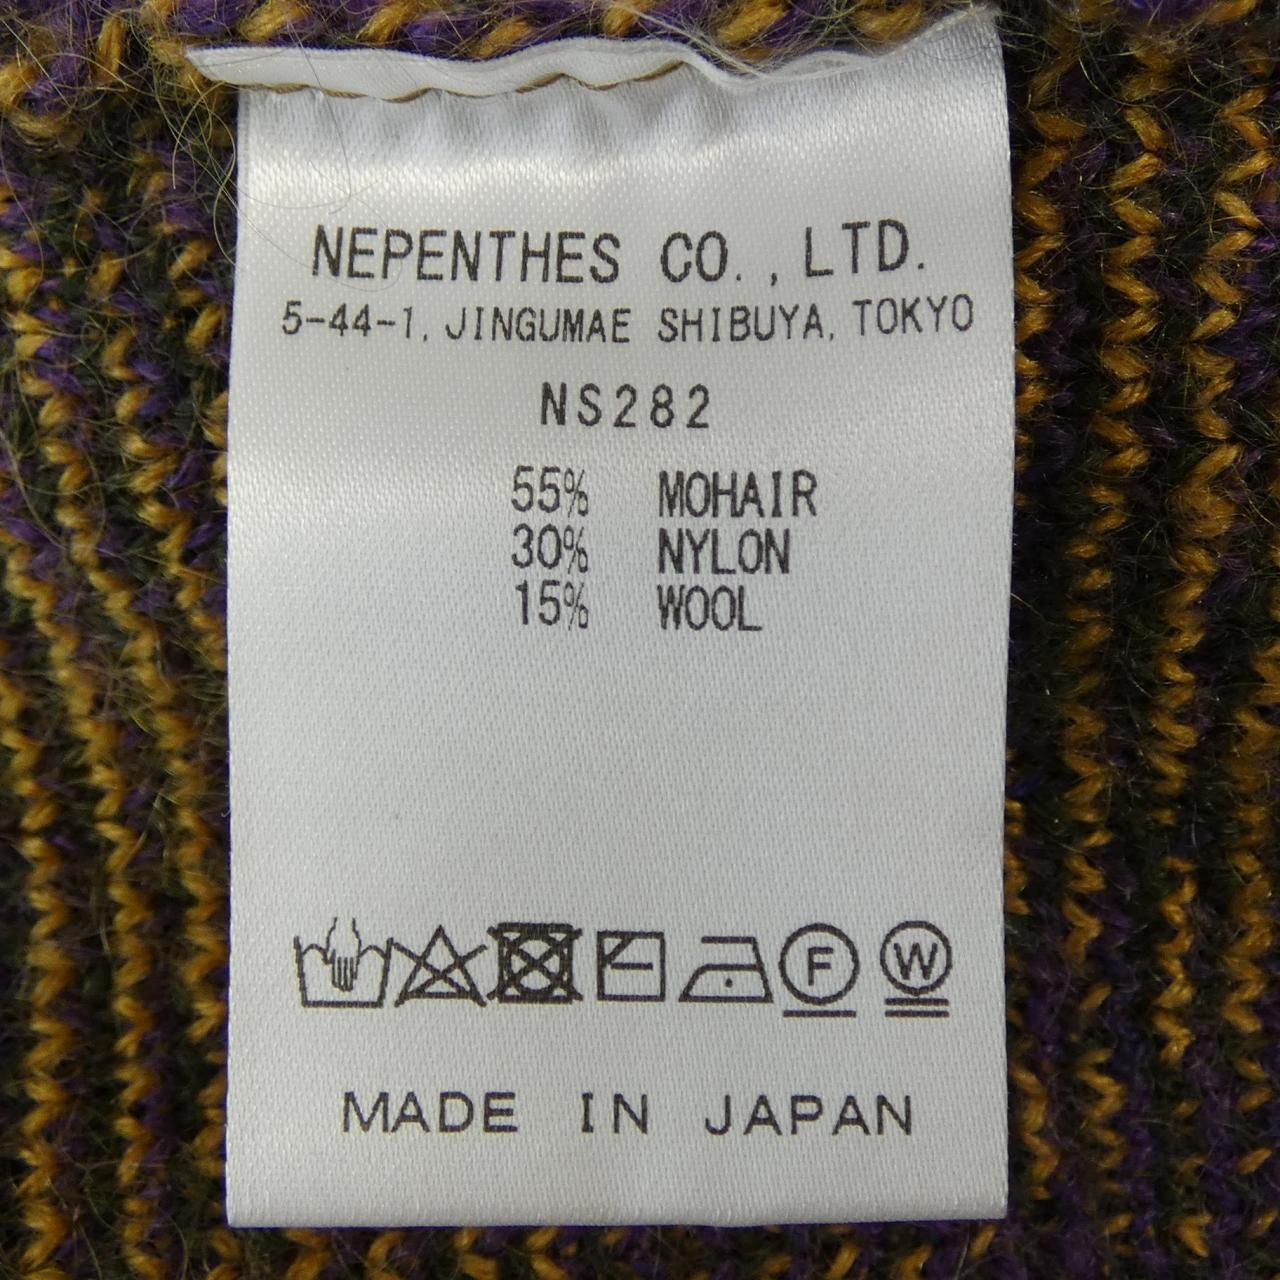 NEPENTHES CO., LTD.
5-44-1, JINGUMAE SHIBUYA, TOKYO
NS282
55% MOHAIR
30% NYLON
15% WOOL
F W
MADE IN JAPAN